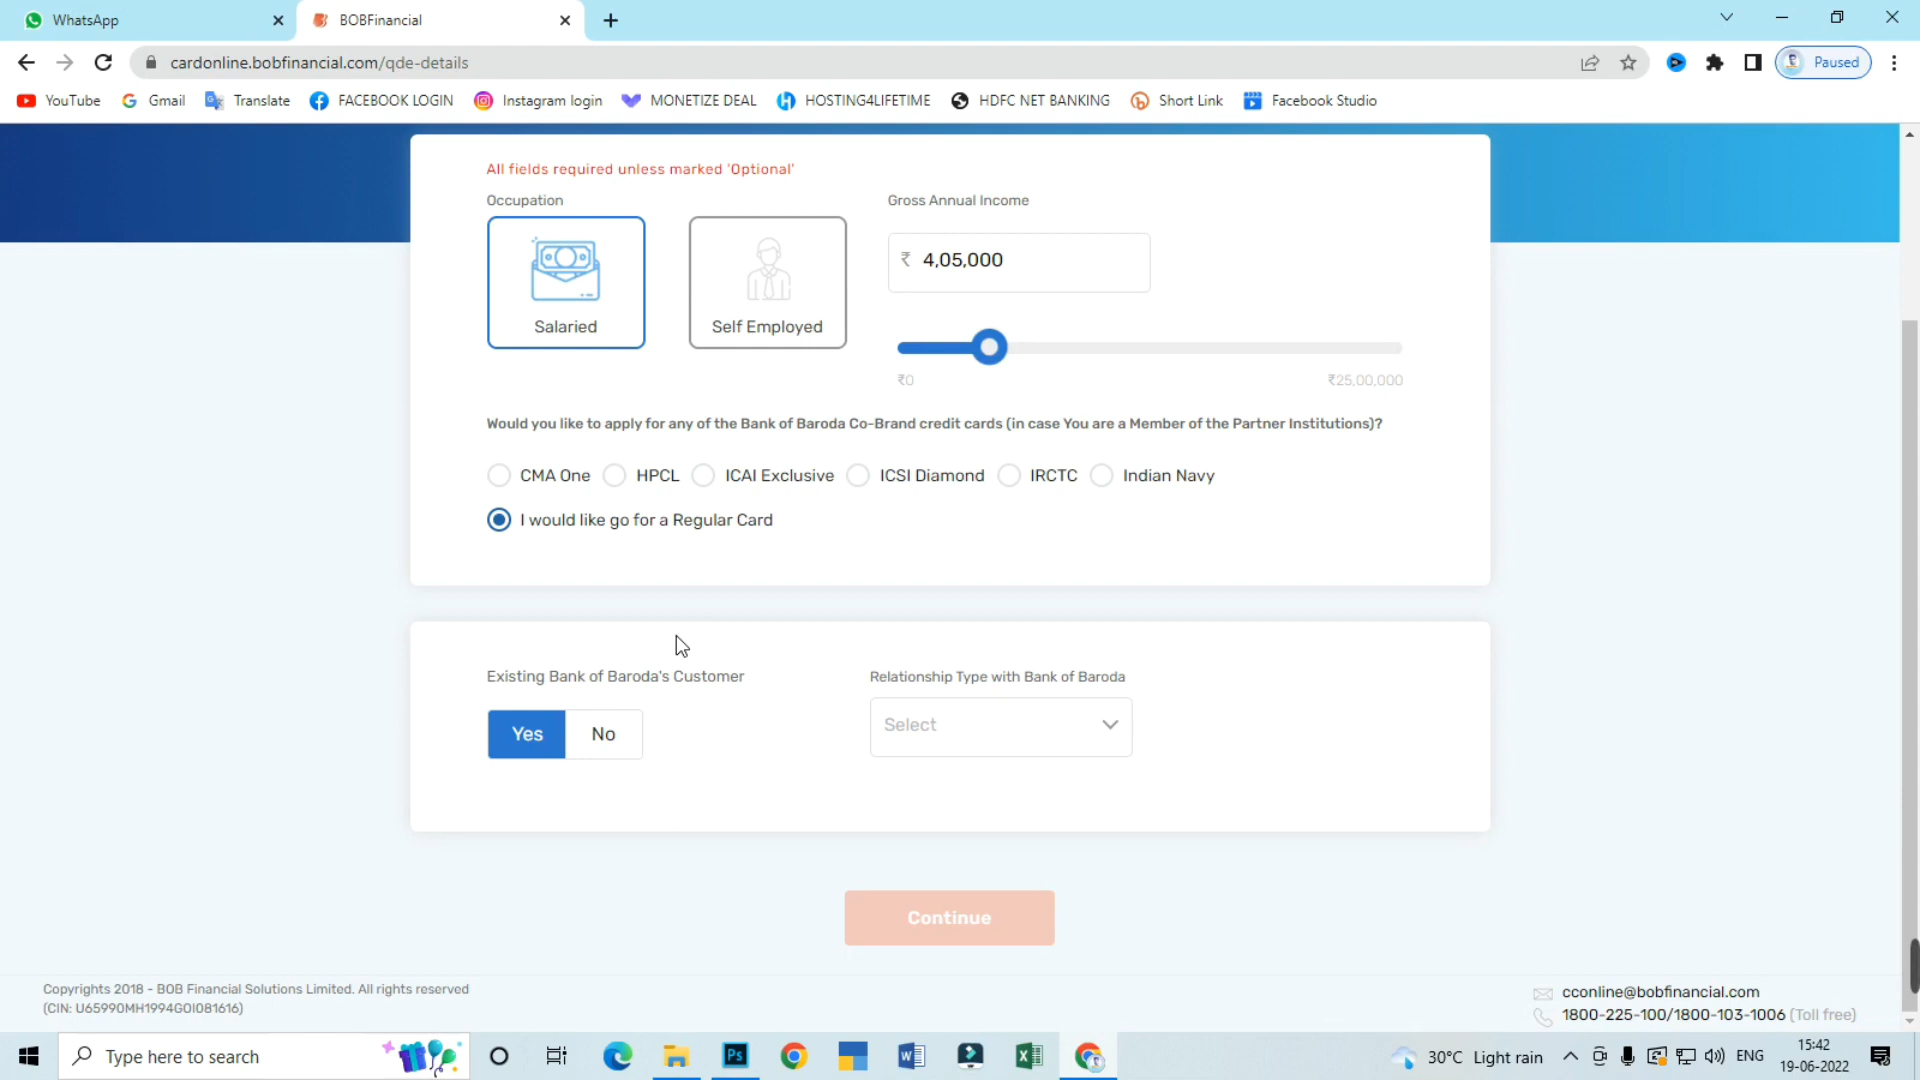 WhatsApp
BOBFinancial
cardonline.bobfinancial.com/qde-details
Paused
YouTube
Gmail
Translate
FACEBOOK LOGIN
Instagram login
MONETIZE DEAL
HOSTING4LIFETIME
HDFC NET BANKING
Short Link
Facebook Studio
All fields required unless marked 'Optional'
Occupation
Gross Annual Income
₹ 4,05,000
Salaried
Self Employed
₹0
₹25,00,000
Would you like to apply for any of the Bank of Baroda Co-Brand credit cards (in case You are a Member of the Partner Institutions)?
CMA One
HPCL
ICAI Exclusive
ICSI Diamond
IRCTC
Indian Navy
I would like go for a Regular Card
Existing Bank of Baroda's Customer
Relationship Type with Bank of Baroda
Yes
No
Select
Continue
Copyrights 2018 - BOB Financial Solutions Limited. All rights reserved
(CIN: U65990MH1994GOI081616)
cconline@bobfinancial.com
1800-225-100/1800-103-1006 (Toll free)
Type here to search
Ps
30°C Light rain
ENG
15:42
19-06-2022